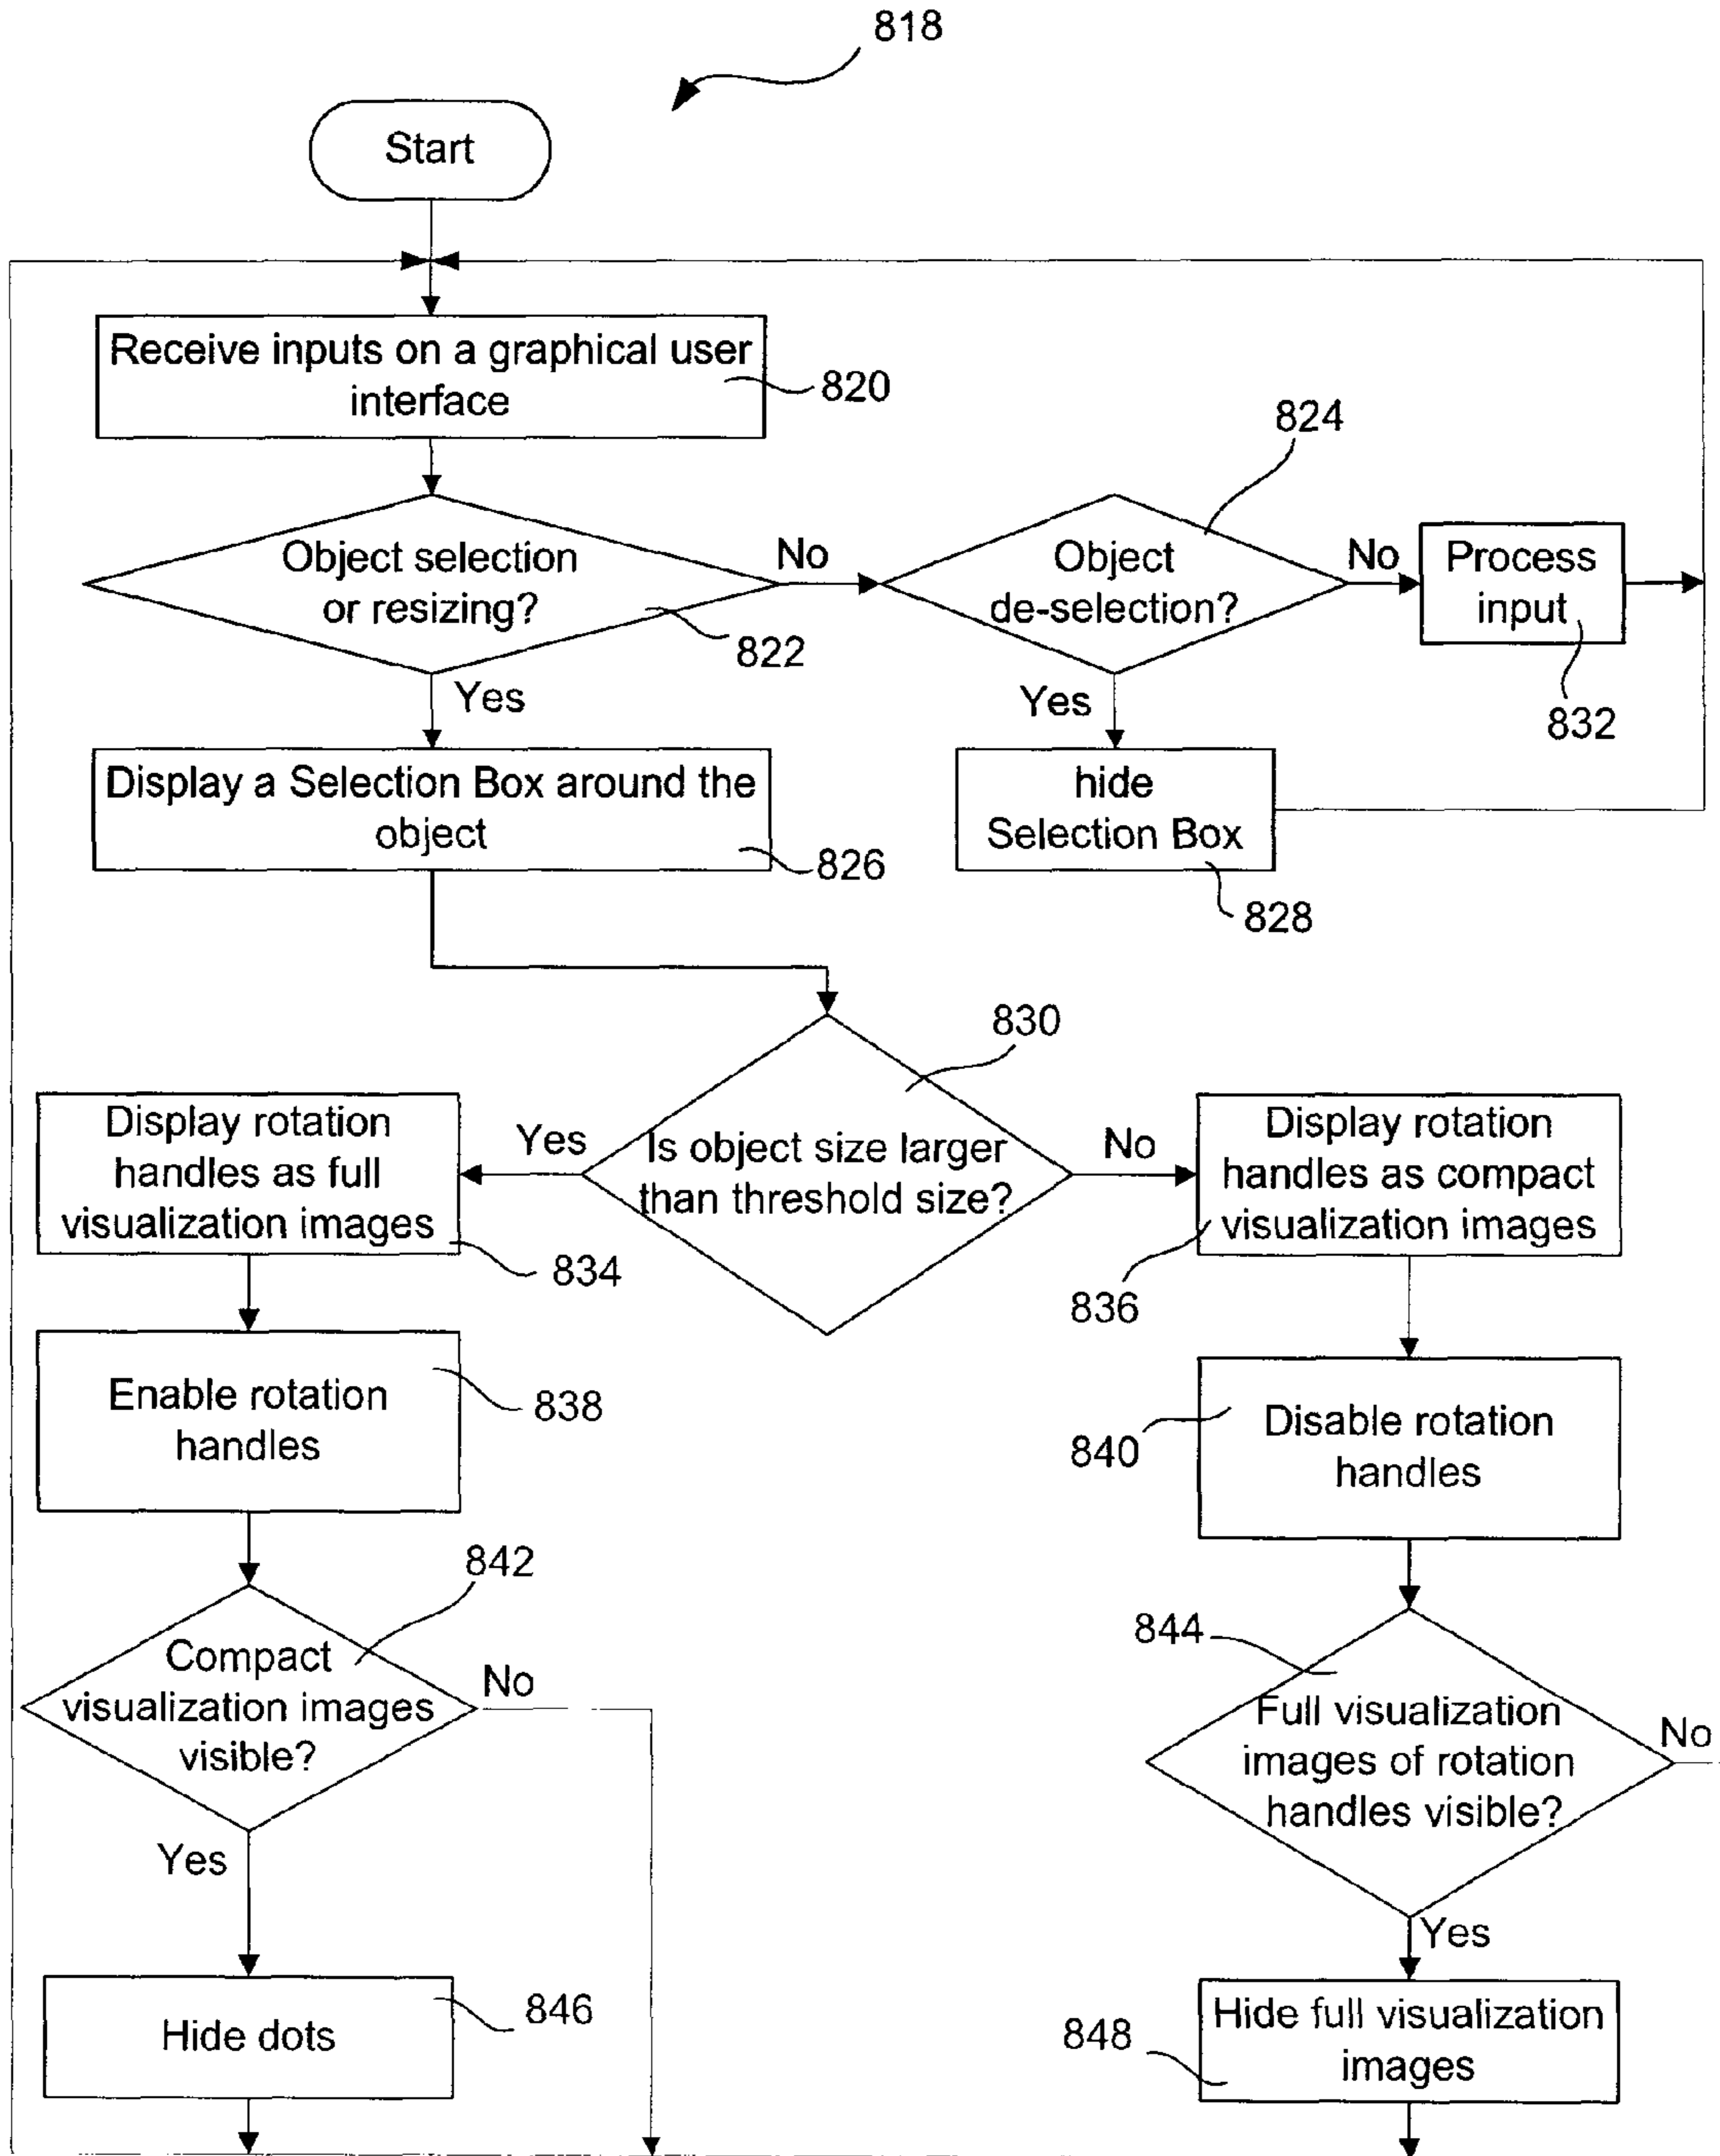 818
Start
Receive inputs on a graphical user
interface
820
Object selection
or resizing?
822
No
Object
de-selection?
824
No
Process
input
832
Yes
Yes
Display a Selection Box around the
object
826
hide
Selection Box
828
830
Is object size larger
than threshold size?
Yes
No
Display rotation
handles as full
visualization images
834
Display rotation
handles as compact
visualization images
836
Enable rotation
handles
838
Disable rotation
handles
840
842
Compact
visualization images
visible?
No
Yes
844
Full visualization
images of rotation
handles visible?
No
Yes
Hide dots
846
Hide full visualization
images
848